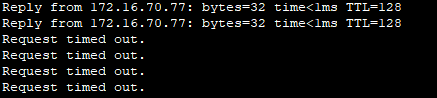 Reply from 172.16.70.77: bytes=32 time<1ms TTL=128
Reply from 172.16.70.77: bytes=32 time<1ms TTL=128
Request timed out.
Request timed out.
Request timed out.
Request timed out.